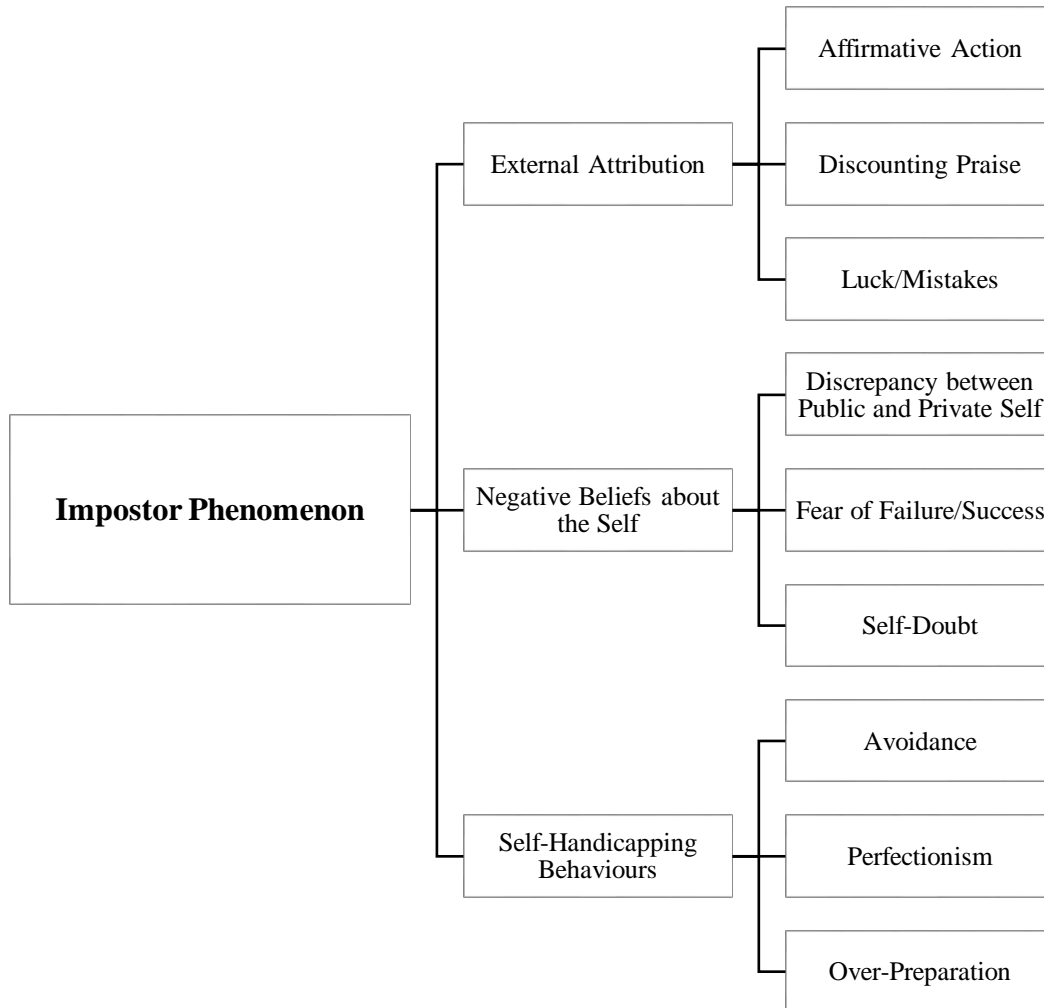 Impostor Phenomenon
External Attribution
Affirmative Action
Discounting Praise
Luck/Mistakes
Negative Beliefs about
the Self
Discrepancy between
Public and Private Self
Fear of Failure/Success
Self-Doubt
Self-Handicapping
Behaviours
Avoidance
Perfectionism
Over-Preparation